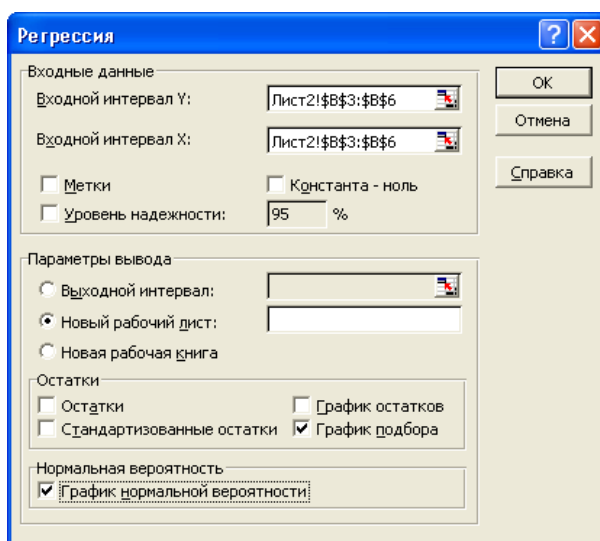 Регрессия
Входные данные
Входной интервал Y: Лист2!$B$3:$B$6
Входной интервал X: Лист2!$B$3:$B$6
Метки Константа - ноль
Уровень надежности: 95 %
OK
Отмена
Справка
Параметры вывода
Выходной интервал:
Новый рабочий лист:
Новая рабочая книга
Остатки
Остатки График остатков
Стандартизованные остатки График подбора
Нормальная вероятность
График нормальной вероятности